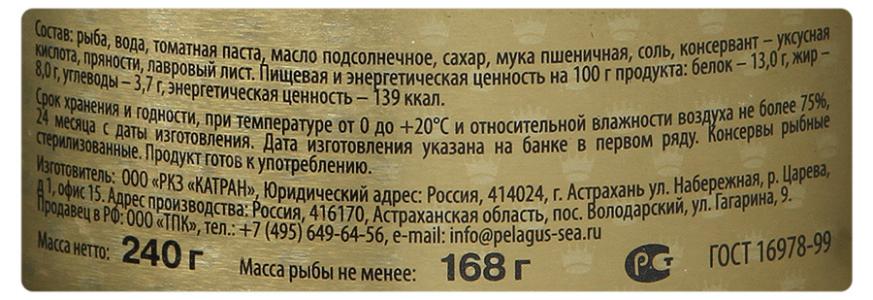 Состав: рыба, вода, томатная паста, масло подсолнечное, сахар, мука пшеничная, соль, консервант – уксусная
кислота, пряности, лавровый лист. Пищевая и энергетическая ценность на 100 г продукта: белок – 13,0 г, жир –
8,0 г, углеводы – 3,7 г, энергетическая ценность – 139 ккал.
Срок хранения и годности, при температуре от 0 до +20°С и относительной влажности воздуха не более 75%,
24 месяца с даты изготовления. Дата изготовления указана на банке в первом ряду. Консервы рыбные
стерилизованные. Продукт готов к употреблению.
Изготовитель: ООО «РКЗ «КАТРАН», Юридический адрес: Россия, 414024, г. Астрахань ул. Набережная, р. Царева,
д 1, офис 15. Адрес производства: Россия, 416170, Астраханская область, пос. Володарский, ул. Гагарина, 9.
Продавец в РФ: ООО «ТПК», тел.: +7 (495) 649-64-56, e-mail: info@pelagus-sea.ru
Масса нетто: 240 г Масса рыбы не менее: 168 г РСТ ГОСТ 16978-99